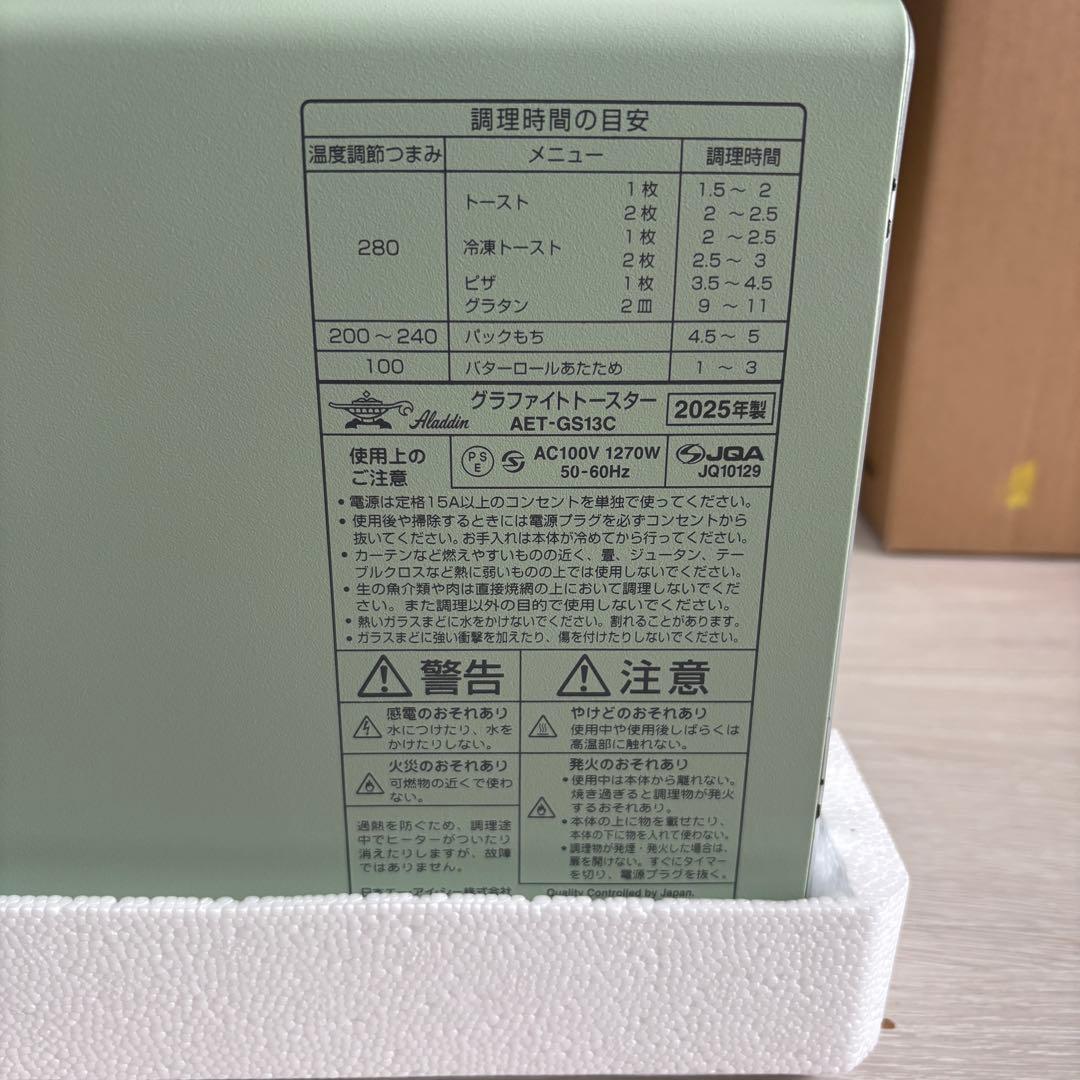 調理時間の目安
温度調節つまみ メニュー 調理時間
280 トースト 1枚 1.5～ 2
2枚 2 ～2.5
冷凍トースト 1枚 2 ～2.5
2枚 2.5～ 3
ピザ 1枚 3.5～4.5
グラタン 2皿 9 ～ 11
200～240 パックもち 4.5～ 5
100 バターロールあたため 1 ～ 3
Aladdin グラファイトトースター
AET-GS13C
2025年製
使用上の
ご注意
PSE
AC100V 1270W
50-60Hz
JQA
JQ10129
•電源は定格15A以上のコンセントを単独で使ってください。
•使用後や掃除するときには電源プラグを必ずコンセントから
抜いてください。お手入れは本体が冷めてから行ってください。
•カーテンなど燃えやすいものの近く、畳、ジュータン、テー
ブルクロスなど熱に弱いものの上では使用しないでください。
•生の魚介類や肉は直接焼網の上において調理しないでくだ
さい。また調理以外の目的で使用しないでください。
•熱いガラスまどに水をかけないでください。割れることがあります。
•ガラスまどに強い衝撃を加えたり、傷を付けたりしないでください。
警告
感電のおそれあり
水につけたり、水を
かけたりしない。
火災のおそれあり
可燃物の近くで使わ
ない。
過熱を防ぐため、調理途
中でヒーターがついたり
消えたりしますが、故障
ではありません。
日本エー・アイ・シー株式会社
注意
やけどのおそれあり
使用中や使用後しばらくは
高温部に触れない。
発火のおそれあり
•使用中は本体から離れない。
焼き過ぎると調理物が発火
するおそれあり。
•本体の上に物を載せたり、
本体の下に物を入れて使わない。
•調理物が発煙・発火した場合は、
扉を開けない。すぐにタイマー
を切り、電源プラグを抜く。
Quality Controlled by Japan.